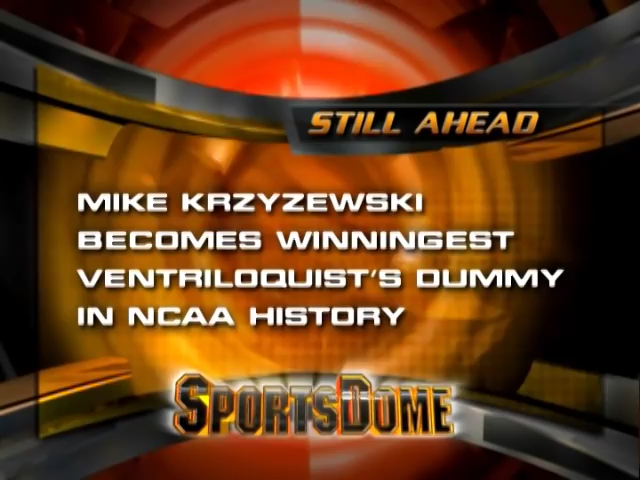 STILL AHEAD
MIKE KRZYZEWSKI
BECOMES WINNINGEST
VENTRILOQUIST'S DUMMY
IN NCAA HISTORY
SPORTSDOME